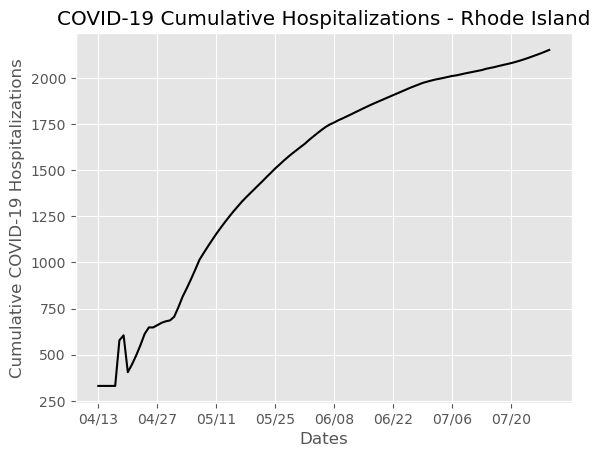 COVID-19 Cumulative Hospitalizations - Rhode Island
Cumulative COVID-19 Hospitalizations
2000
1750
1500
1250
1000
750
500
250
04/13 04/27 05/11 05/25 06/08 06/22 07/06 07/20
Dates